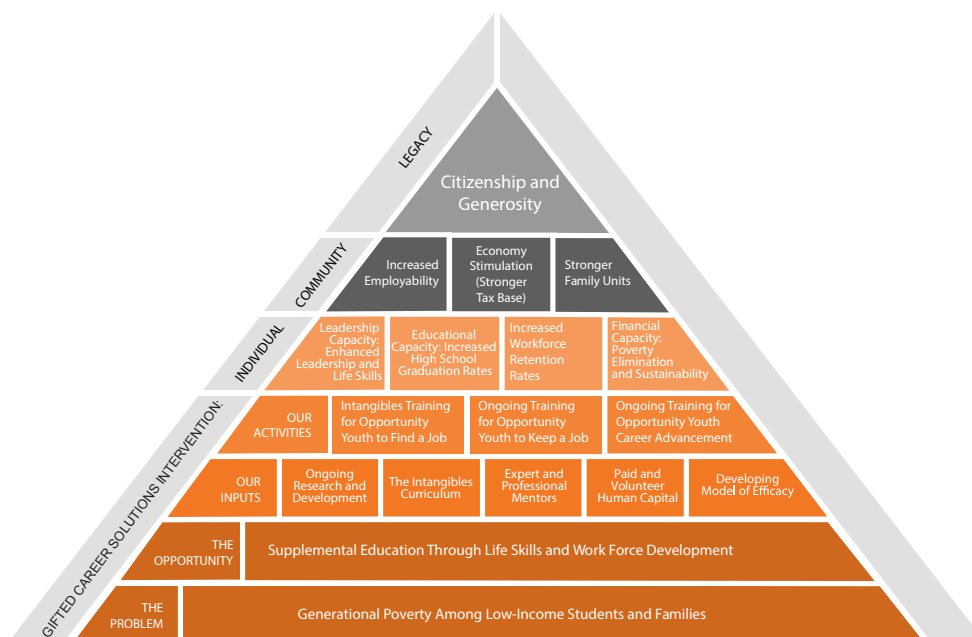 LEGACY
Citizenship and
Generosity
COMMUNITY
Increased
Employability
Economy
Stimulation
(Stronger
Tax Base)
Stronger
Family Units
INDIVIDUAL
Leadership
Capacity:
Enhanced
Leadership and
Life Skills
Educational
Capacity: Increased
High School
Graduation Rates
Increased
Workforce
Retention
Rates
Financial
Capacity:
Poverty
Elimination
and Sustainability
GIFTED CAREER SOLUTIONS INTERVENTION:
OUR
ACTIVITIES
Intangibles Training
for Opportunity
Youth to Find a Job
Ongoing Training
for Opportunity
Youth to Keep a Job
Ongoing Training for
Opportunity Youth
Career Advancement
OUR
INPUTS
Ongoing
Research and
Development
The Intangibles
Curriculum
Expert and
Professional
Mentors
Paid and
Volunteer
Human Capital
Developing
Model of Efficacy
THE
OPPORTUNITY
Supplemental Education Through Life Skills and Work Force Development
THE
PROBLEM
Generational Poverty Among Low-Income Students and Families